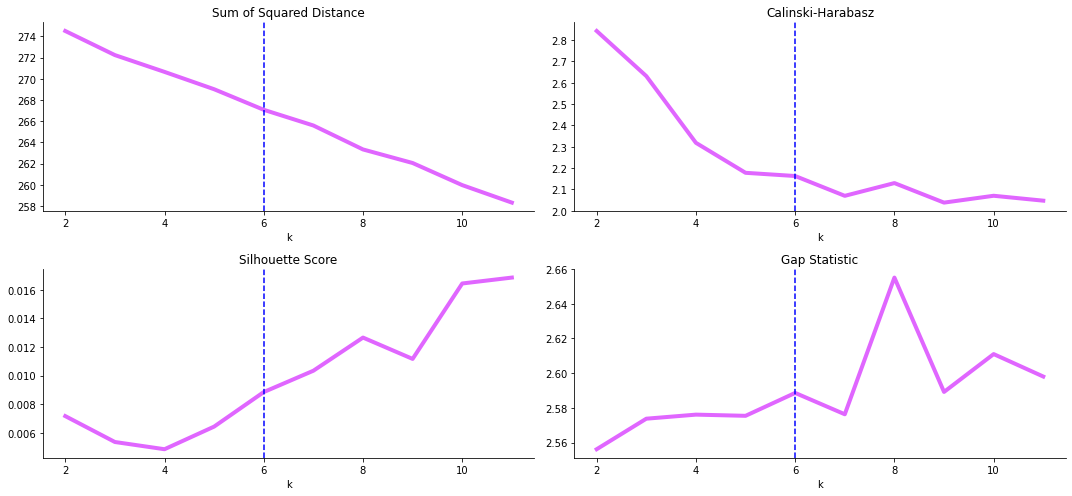 Sum of Squared Distance
274
272
270
268
266
264
262
260
258
2 4 6 8 10
k
Calinski-Harabasz
2.8
2.7
2.6
2.5
2.4
2.3
2.2
2.1
2.0
2 4 6 8 10
k
Silhouette Score
0.016
0.014
0.012
0.010
0.008
0.006
2 4 6 8 10
k
Gap Statistic
2.66
2.64
2.62
2.60
2.58
2.56
2 4 6 8 10
k